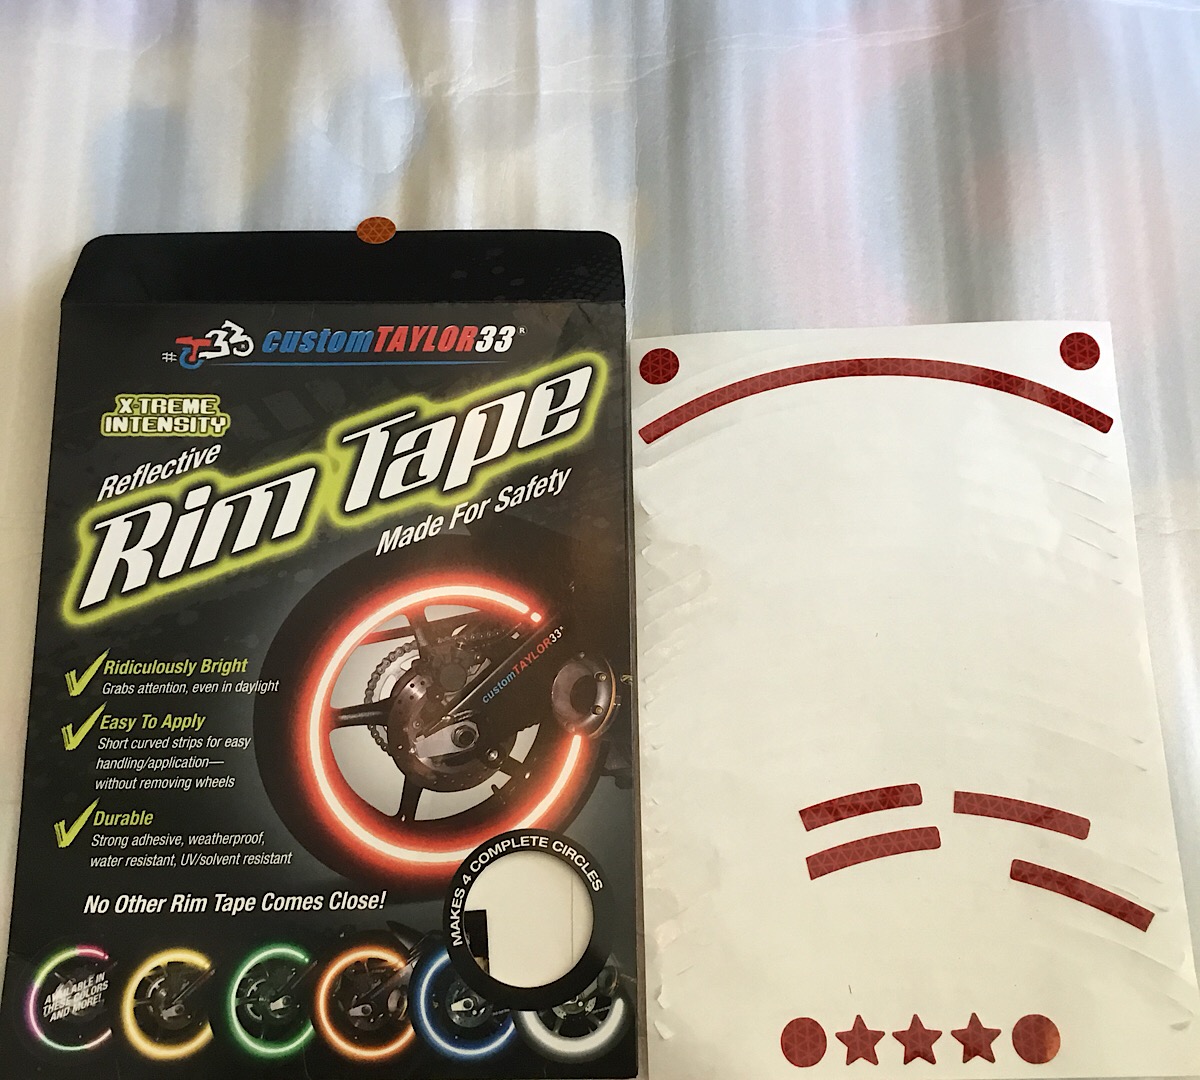 #T33 customTAYLOR33®
X-TREME
INTENSITY
Reflective
Rim Tape
Made For Safety
customTAYLOR33®
Ridiculously Bright
Grabs attention, even in daylight
Easy To Apply
Short curved strips for easy
handling/application—
without removing wheels
Durable
Strong adhesive, weatherproof,
water resistant, UV/solvent resistant
No Other Rim Tape Comes Close!
MAKES 4 COMPLETE CIRCLES
AVAILABLE IN
THESE COLORS
AND MORE!